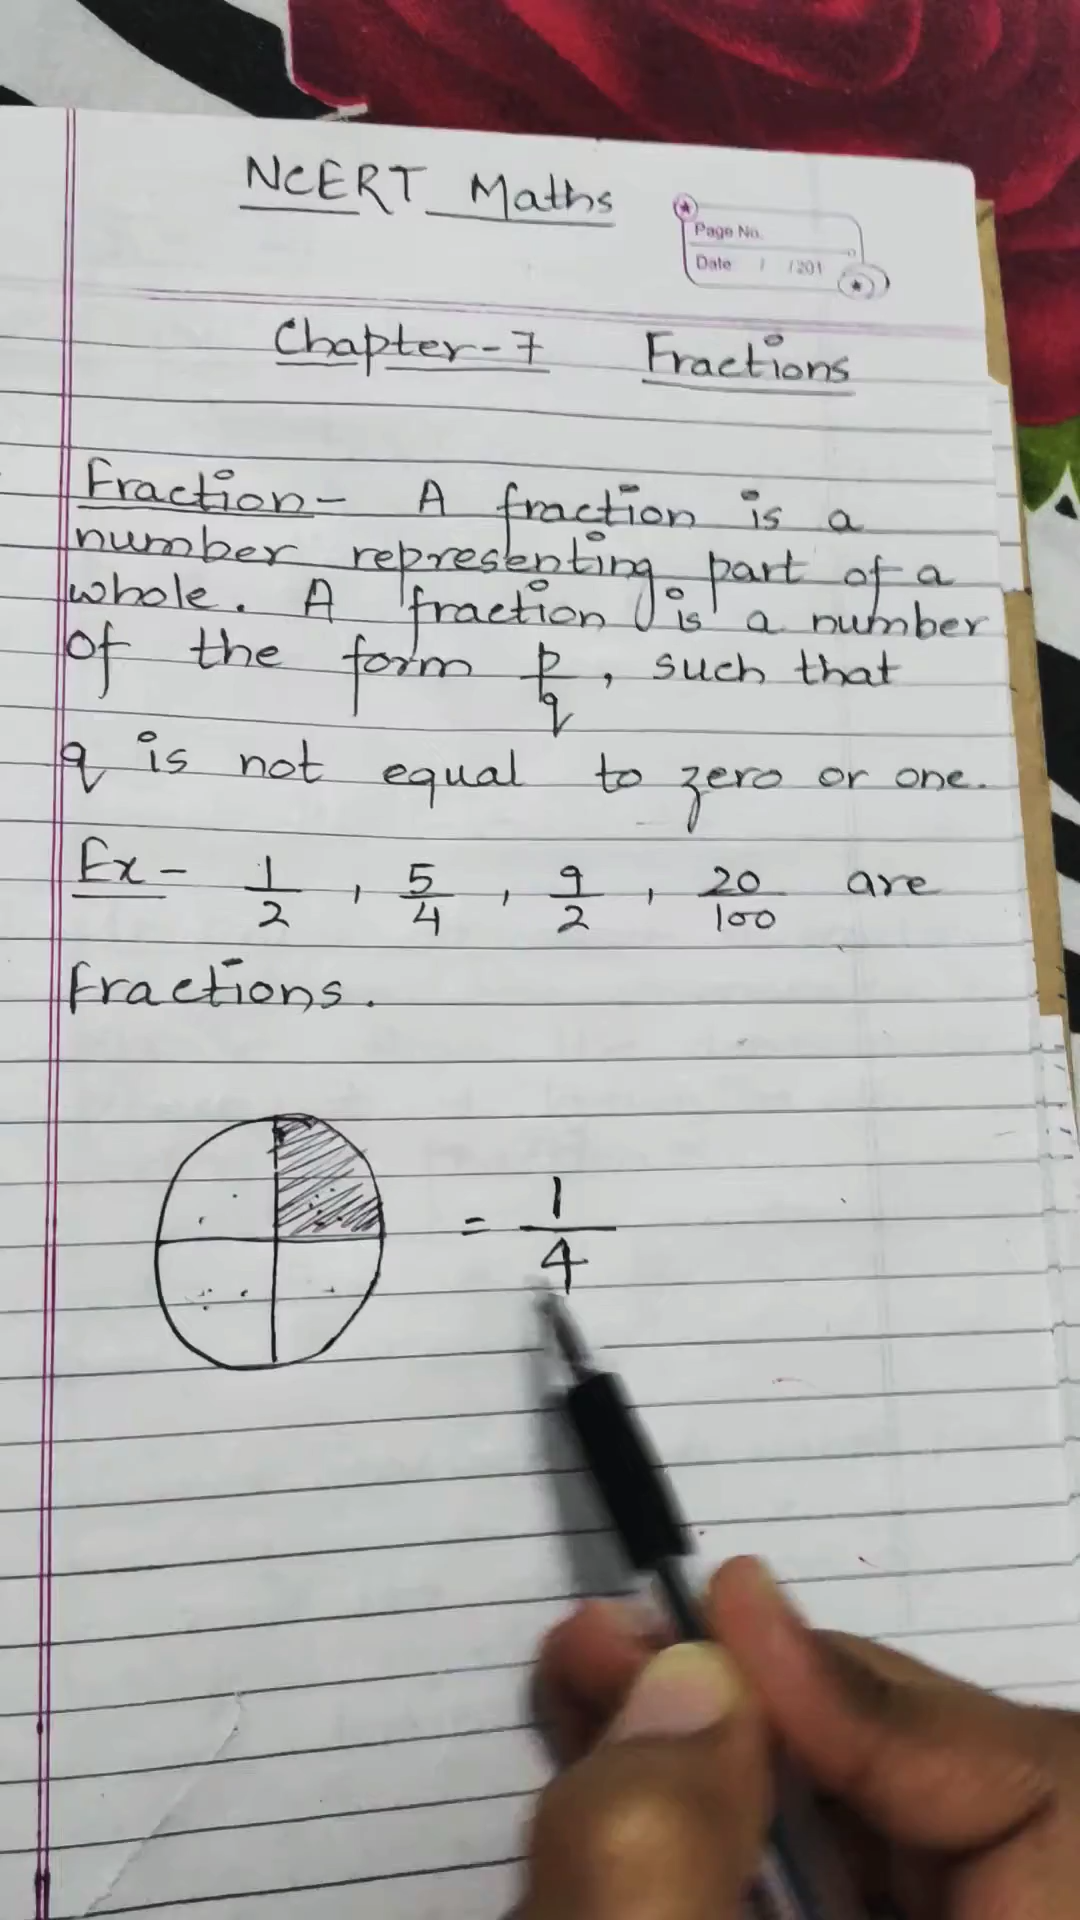 NCERT Maths
Page No.
Date / /201
Chapter-7 Fractions
Fraction- A fraction is a
number representing part of a
whole. A fraction is a number
of the form p/q, such that
q is not equal to zero or one.
Ex- 1/2, 5/4, 9/2, 20/100 are
fractions.
= 1/4